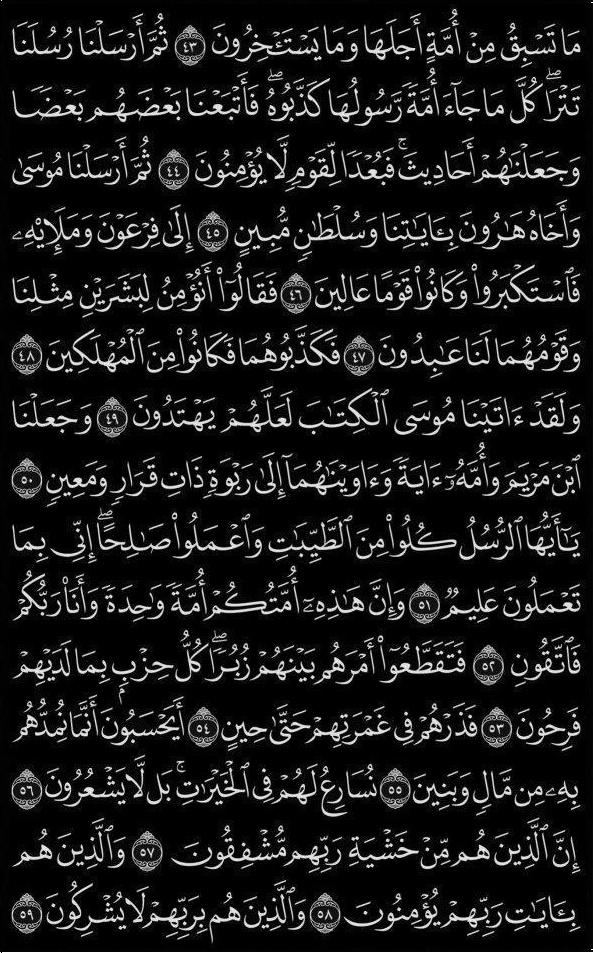 مَا تَسْبِقُ مِنْ أُمَّةٍ أَجَلَهَا وَمَا يَسْتَـْٔخِرُونَ ٤٣ ثُمَّ أَرْسَلْنَا رُسُلَنَا
تَتْرَا ۖ كُلَّ مَا جَآءَ أُمَّةً رَّسُولُهَا كَذَّبُوهُ ۖ فَأَتْبَعْنَا بَعْضَهُم بَعْضًا
وَجَعَلْنَٰهُمْ أَحَادِيثَ ۚ فَبُعْدًا لِّقَوْمٍ لَّا يُؤْمِنُونَ ٤٤ ثُمَّ أَرْسَلْنَا مُوسَىٰ
وَأَخَاهُ هَٰرُونَ بِـَٔايَٰتِنَا وَسُلْطَٰنٍ مُّبِينٍ ٤٥ إِلَىٰ فِرْعَوْنَ وَمَلَإِي۟هِۦ
فَٱسْتَكْبَرُوا۟ وَكَانُوا۟ قَوْمًا عَالِينَ ٤٦ فَقَالُوٓا۟ أَنُؤْمِنُ لِبَشَرَيْنِ مِثْلِنَا
وَقَوْمُهُمَا لَنَا عَٰبِدُونَ ٤٧ فَكَذَّبُوهُمَا فَكَانُوا۟ مِنَ ٱلْمُهْلَكِينَ ٤٨
وَلَقَدْ ءَاتَيْنَا مُوسَى ٱلْكِتَٰبَ لَعَلَّهُمْ يَهْتَدُونَ ٤٩ وَجَعَلْنَا
ٱبْنَ مَرْيَمَ وَأُمَّهُۥٓ ءَايَةً وَءَاوَيْنَٰهُمَآ إِلَىٰ رَبْوَةٍ ذَاتِ قَرَارٍ وَمَعِينٍ ٥٠
يَٰٓأَيُّهَا ٱلرُّسُلُ كُلُوا۟ مِنَ ٱلطَّيِّبَٰتِ وَٱعْمَلُوا۟ صَٰلِحًا ۖ إِنِّى بِمَا
تَعْمَلُونَ عَلِيمٌ ٥١ وَإِنَّ هَٰذِهِۦٓ أُمَّتُكُمْ أُمَّةً وَٰحِدَةً وَأَنَا۠ رَبُّكُمْ
فَٱتَّقُونِ ٥٢ فَتَقَطَّعُوٓا۟ أَمْرَهُم بَيْنَهُمْ زُبُرًا ۖ كُلُّ حِزْبٍۭ بِمَا لَدَيْهِمْ
فَرِحُونَ ٥٣ فَذَرْهُمْ فِى غَمْرَتِهِمْ حَتَّىٰ حِينٍ ٥٤ أَيَحْسَبُونَ أَنَّمَا نُمِدُّهُم
بِهِۦ مِن مَّالٍ وَبَنِينَ ٥٥ نُسَارِعُ لَهُمْ فِى ٱلْخَيْرَٰتِ ۚ بَل لَّا يَشْعُرُونَ ٥٦
إِنَّ ٱلَّذِينَ هُم مِّنْ خَشْيَةِ رَبِّهِم مُّشْفِقُونَ ٥٧ وَٱلَّذِينَ هُم
بِـَٔايَٰتِ رَبِّهِمْ يُؤْمِنُونَ ٥٨ وَٱلَّذِينَ هُم بِرَبِّهِمْ لَا يُشْرِكُونَ ٥٩